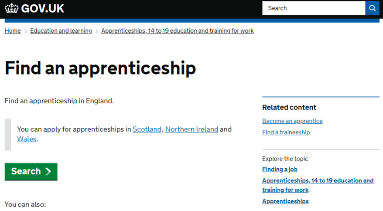 GOV.UK
Search
Home > Education and learning > Apprenticeships, 14 to 19 education and training for work
Find an apprenticeship
Find an apprenticeship in England.
You can apply for apprenticeships in Scotland, Northern Ireland and
Wales.
Search >
You can also:
Related content
Become an apprentice
Find a traineeship
Explore the topic
Finding a job
Apprenticeships, 14 to 19 education and
training for work
Apprenticeships